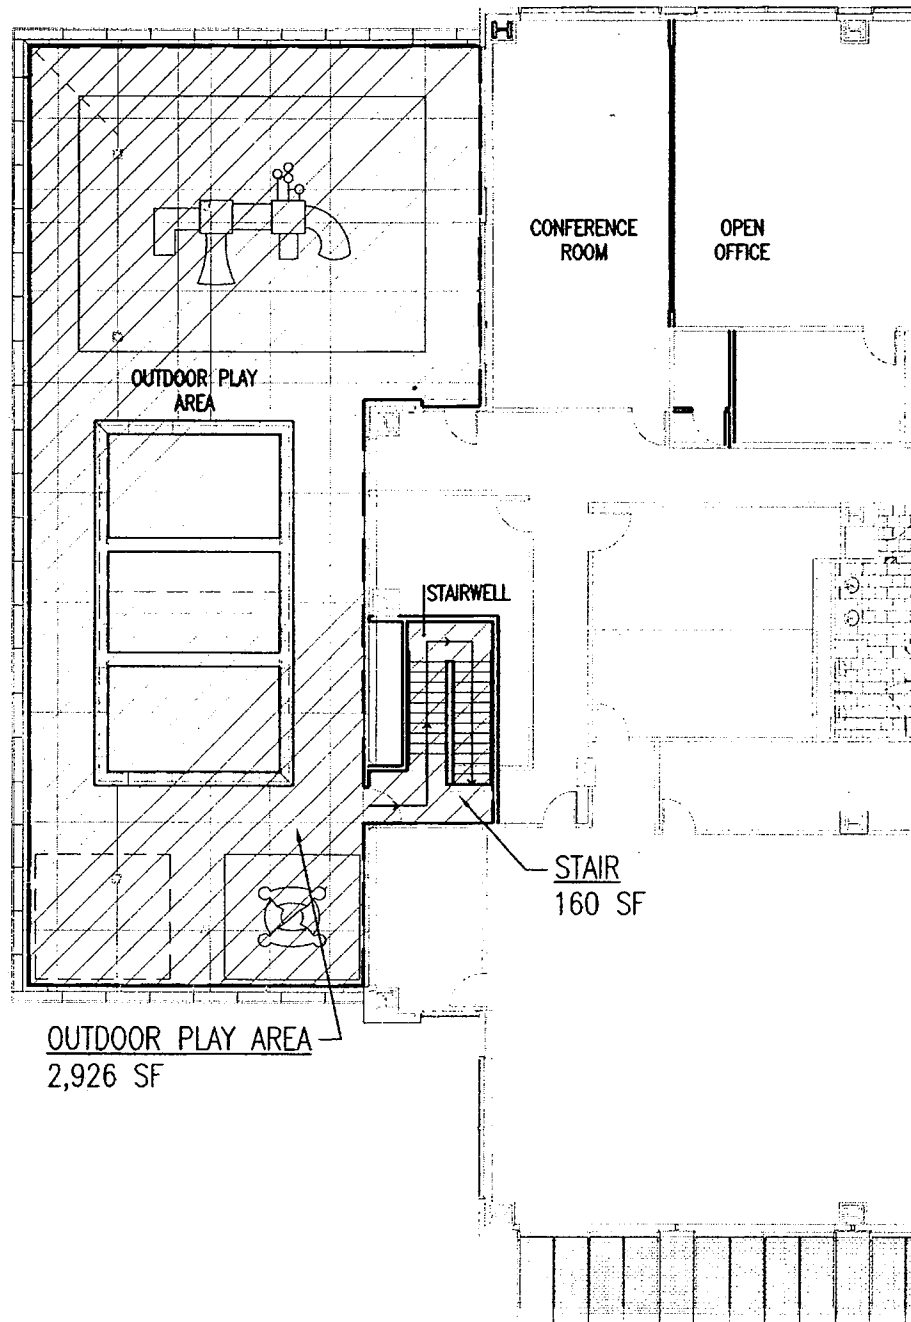 CONFERENCE
ROOM
OPEN
OFFICE
OUTDOOR PLAY
AREA
STAIRWELL
STAIR
160 SF
OUTDOOR PLAY AREA
2,926 SF